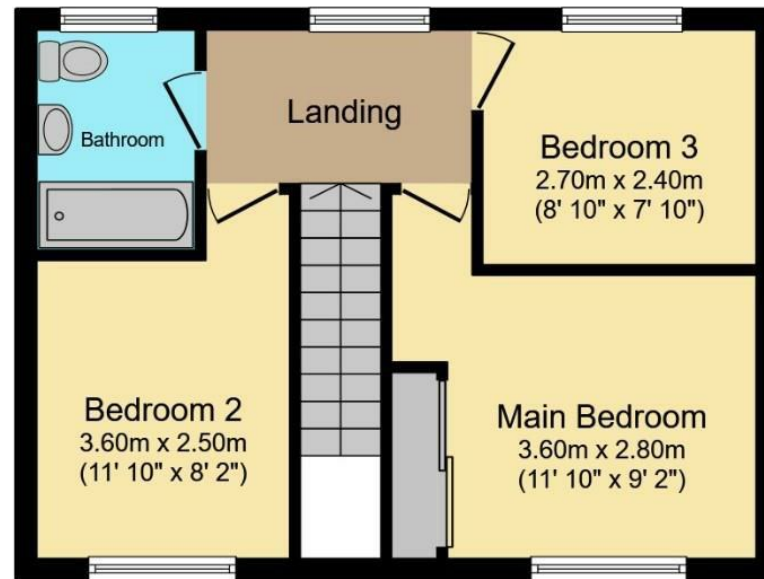 Landing
Bathroom
Bedroom 3
2.70m x 2.40m
(8' 10" x 7' 10")
Bedroom 2
3.60m x 2.50m
(11' 10" x 8' 2")
Main Bedroom
3.60m x 2.80m
(11' 10" x 9' 2")